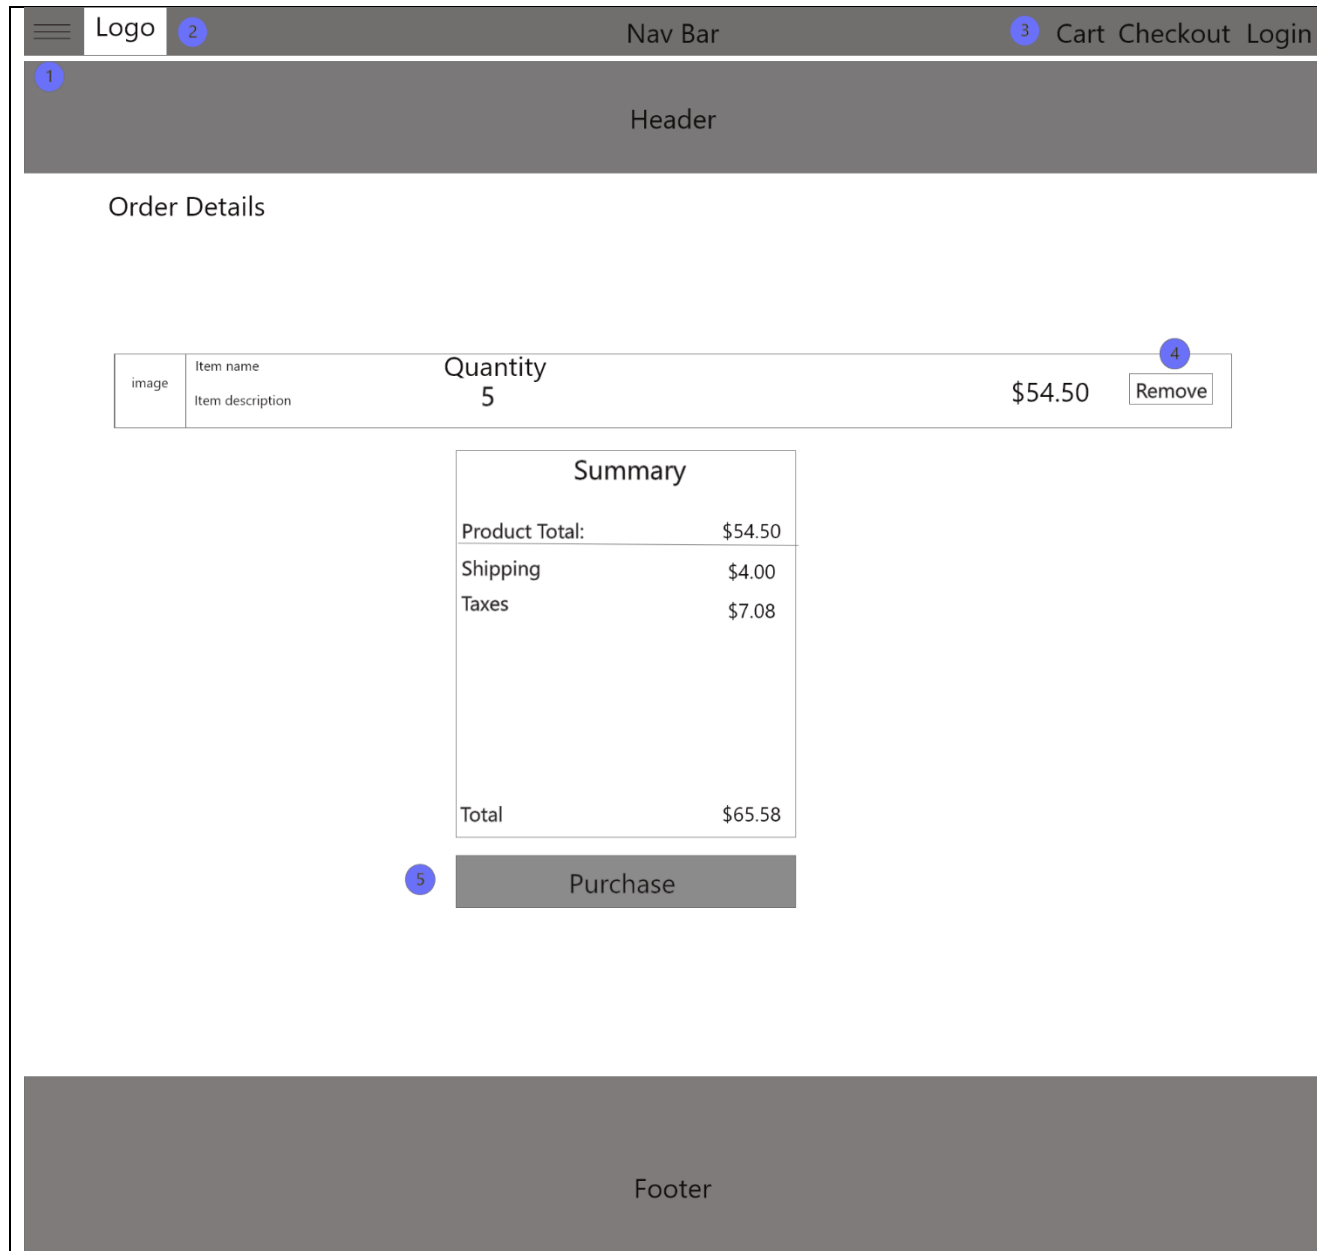 Logo 2 Nav Bar 3 Cart Checkout Login
1
Header
Order Details
4
image Item name Quantity
Item description 5 $54.50 Remove
Summary
Product Total: $54.50
Shipping $4.00
Taxes $7.08
Total $65.58
5 Purchase
Footer